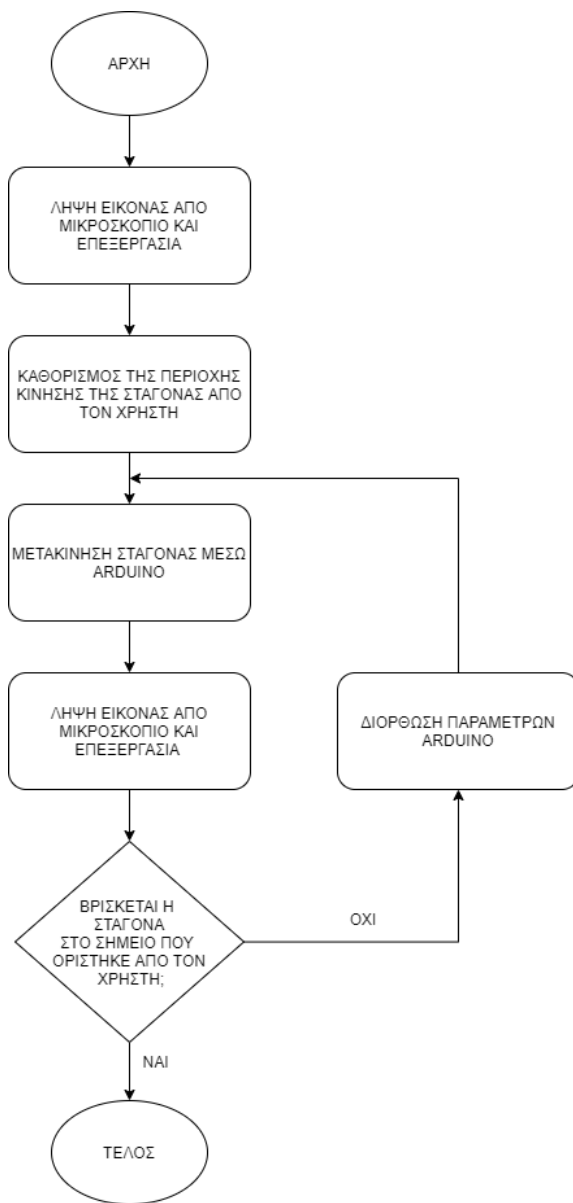 ΑΡΧΗ
ΛΗΨΗ ΕΙΚΟΝΑΣ ΑΠΟ
ΜΙΚΡΟΣΚΟΠΙΟ ΚΑΙ
ΕΠΕΞΕΡΓΑΣΙΑ
ΚΑΘΟΡΙΣΜΟΣ ΤΗΣ ΠΕΡΙΟΧΗΣ
ΚΙΝΗΣΗΣ ΤΗΣ ΣΤΑΓΟΝΑΣ ΑΠΟ
ΤΟΝ ΧΡΗΣΤΗ
ΜΕΤΑΚΙΝΗΣΗ ΣΤΑΓΟΝΑΣ ΜΕΣΩ
ARDUINO
ΛΗΨΗ ΕΙΚΟΝΑΣ ΑΠΟ
ΜΙΚΡΟΣΚΟΠΙΟ ΚΑΙ
ΕΠΕΞΕΡΓΑΣΙΑ
ΔΙΟΡΘΩΣΗ ΠΑΡΑΜΕΤΡΩΝ
ARDUINO
ΒΡΙΣΚΕΤΑΙ Η
ΣΤΑΓΟΝΑ
ΣΤΟ ΣΗΜΕΙΟ ΠΟΥ
ΟΡΙΣΤΗΚΕ ΑΠΟ ΤΟΝ
ΧΡΗΣΤΗ;
ΟΧΙ
ΝΑΙ
ΤΕΛΟΣ